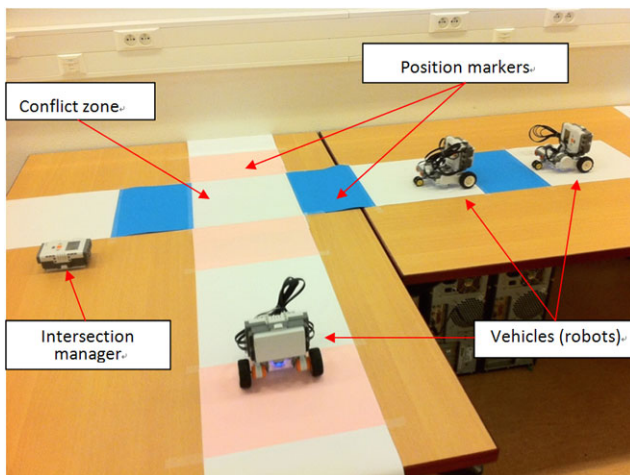 Position markers
Conflict zone
Intersection
manager
Vehicles (robots)